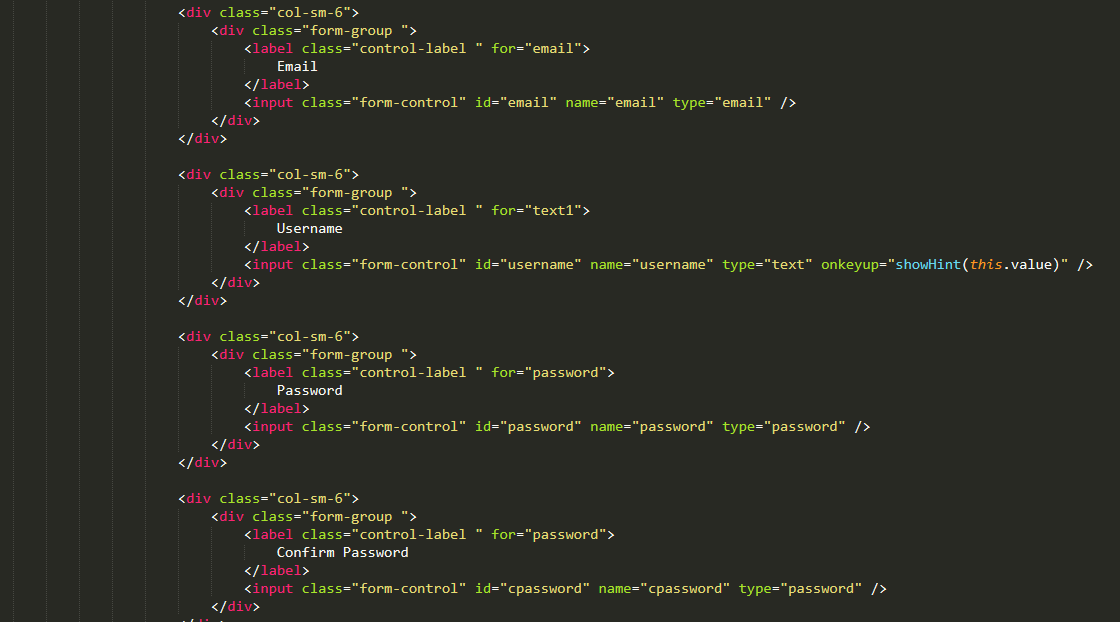 <div class="col-sm-6">
<div class="form-group ">
<label class="control-label " for="email">
Email
</label>
<input class="form-control" id="email" name="email" type="email" />
</div>
</div>
<div class="col-sm-6">
<div class="form-group ">
<label class="control-label " for="text1">
Username
</label>
<input class="form-control" id="username" name="username" type="text" onkeyup="showHint(this.value)" />
</div>
</div>
<div class="col-sm-6">
<div class="form-group ">
<label class="control-label " for="password">
Password
</label>
<input class="form-control" id="password" name="password" type="password" />
</div>
</div>
<div class="col-sm-6">
<div class="form-group ">
<label class="control-label " for="password">
Confirm Password
</label>
<input class="form-control" id="cpassword" name="cpassword" type="password" />
</div>